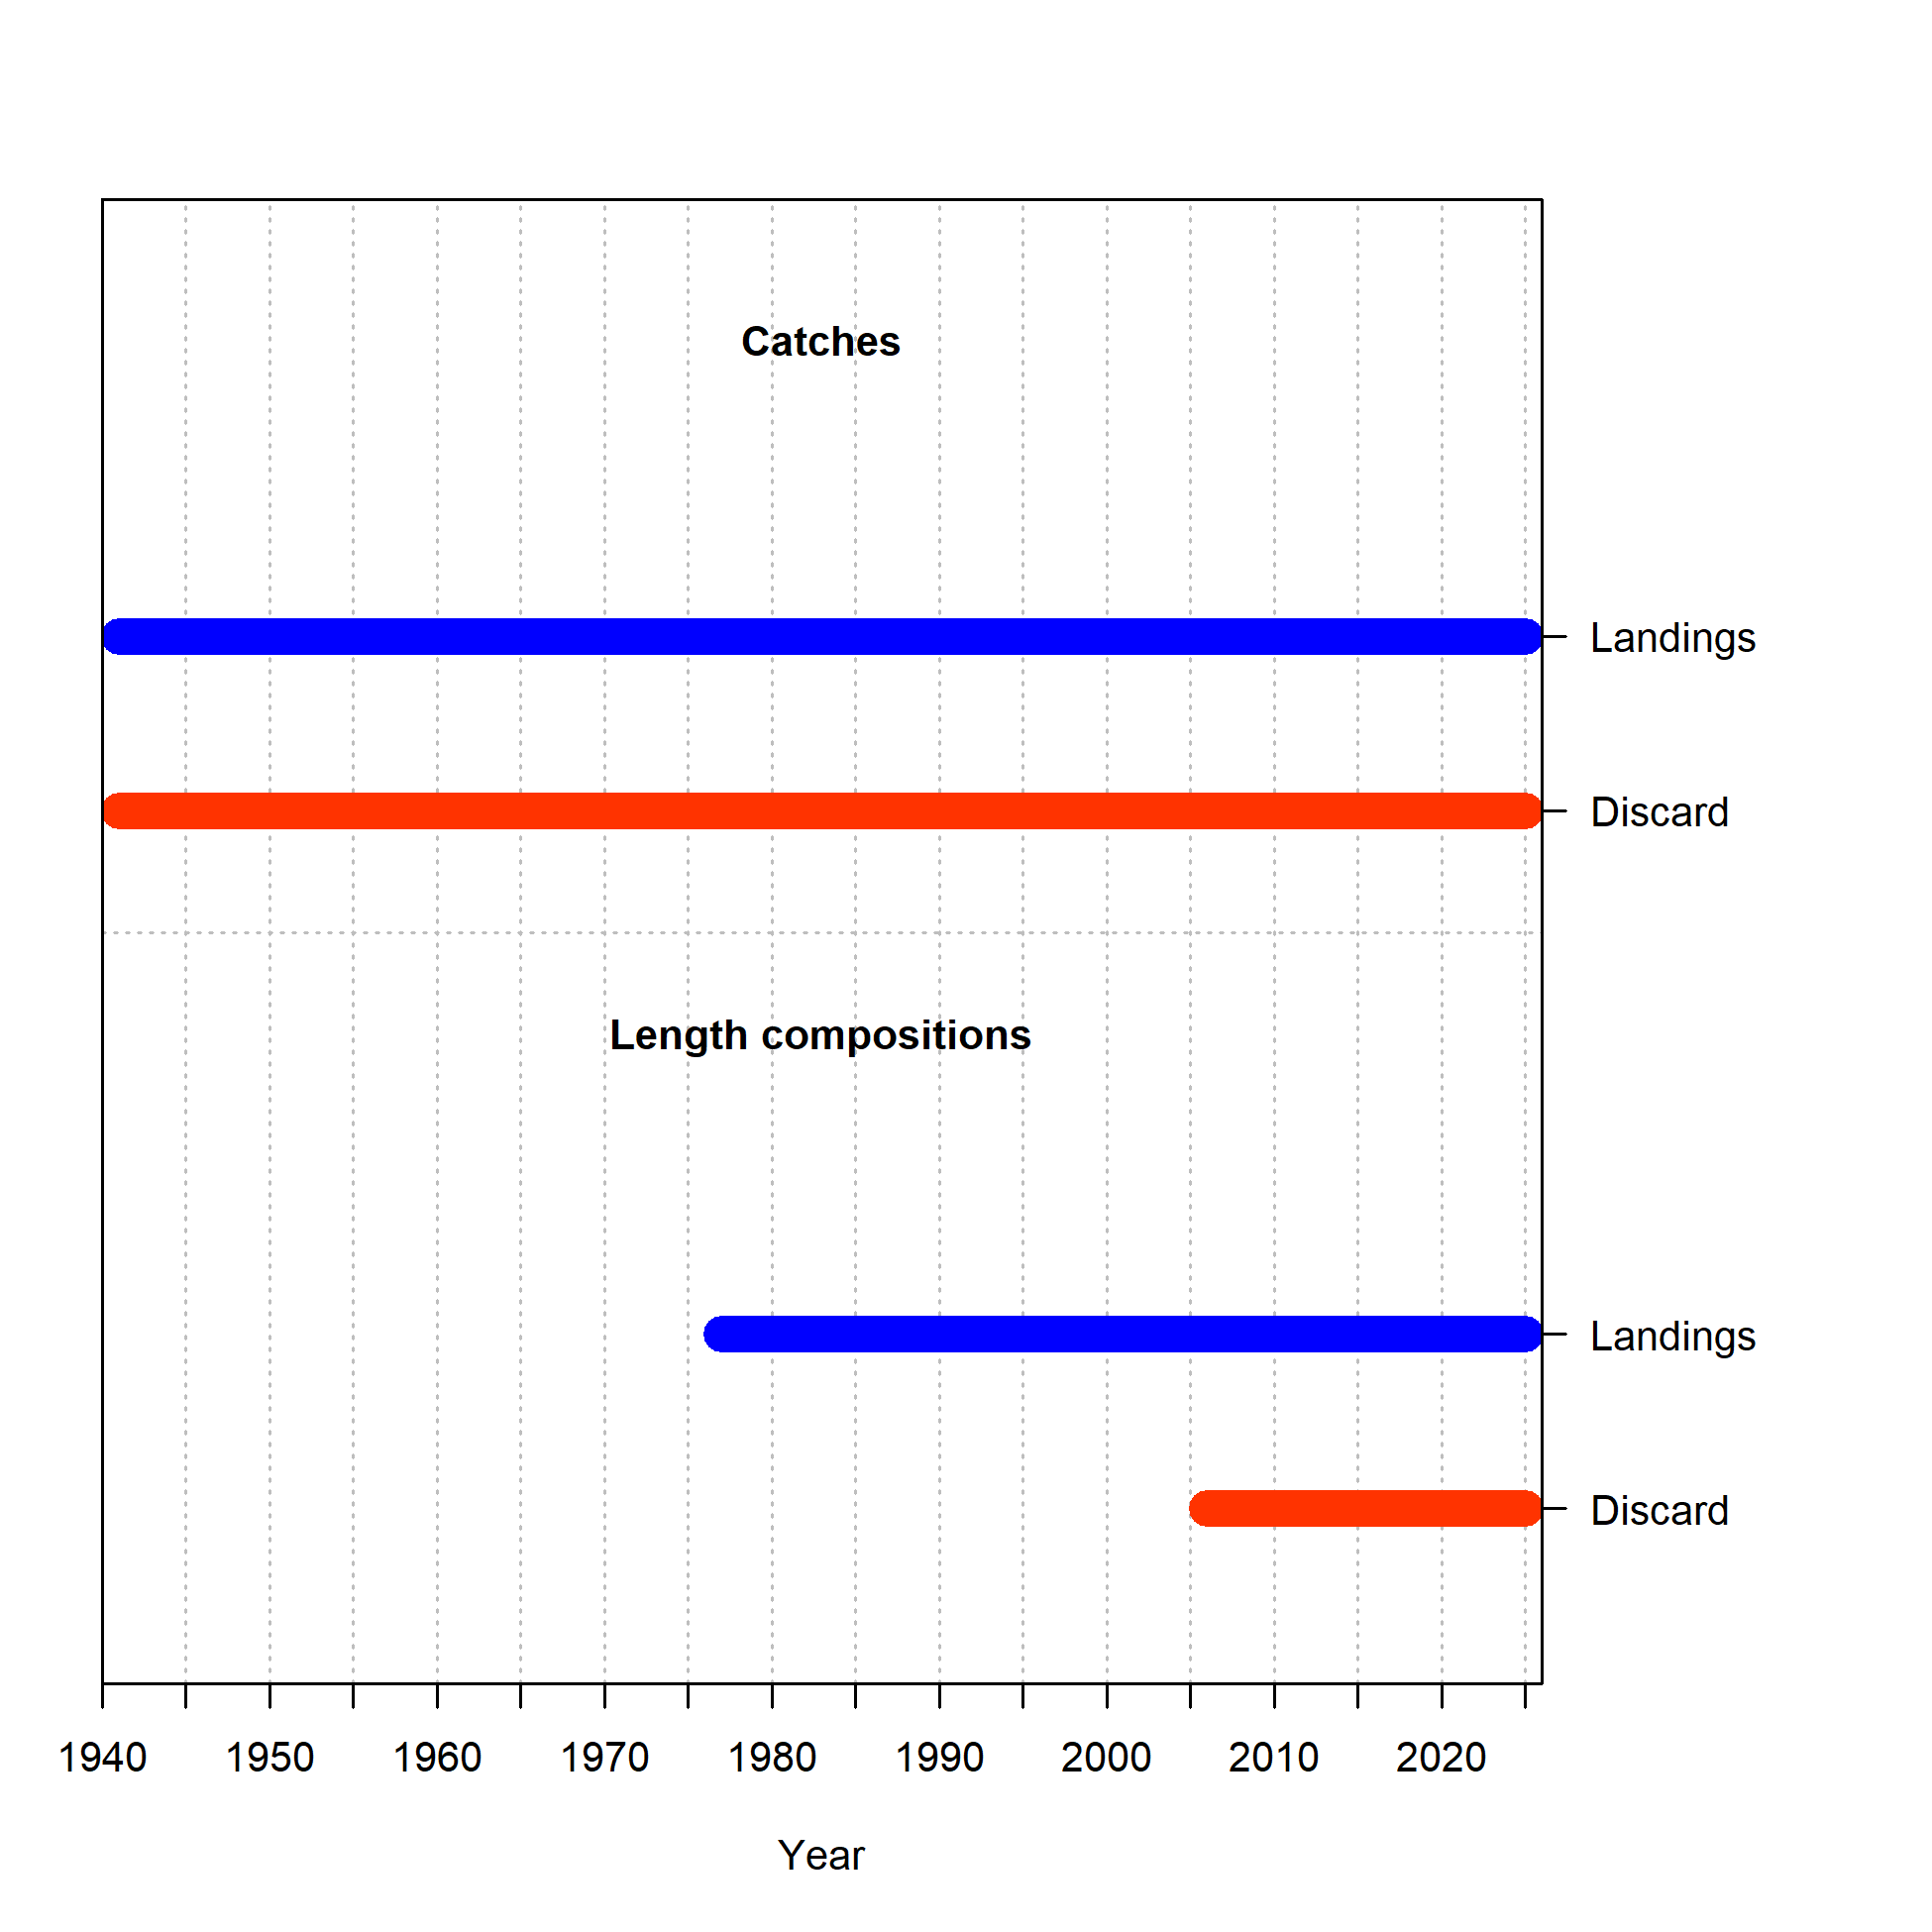 Catches
Landings
Discard
Length compositions
Landings
Discard
1940 1950 1960 1970 1980 1990 2000 2010 2020
Year